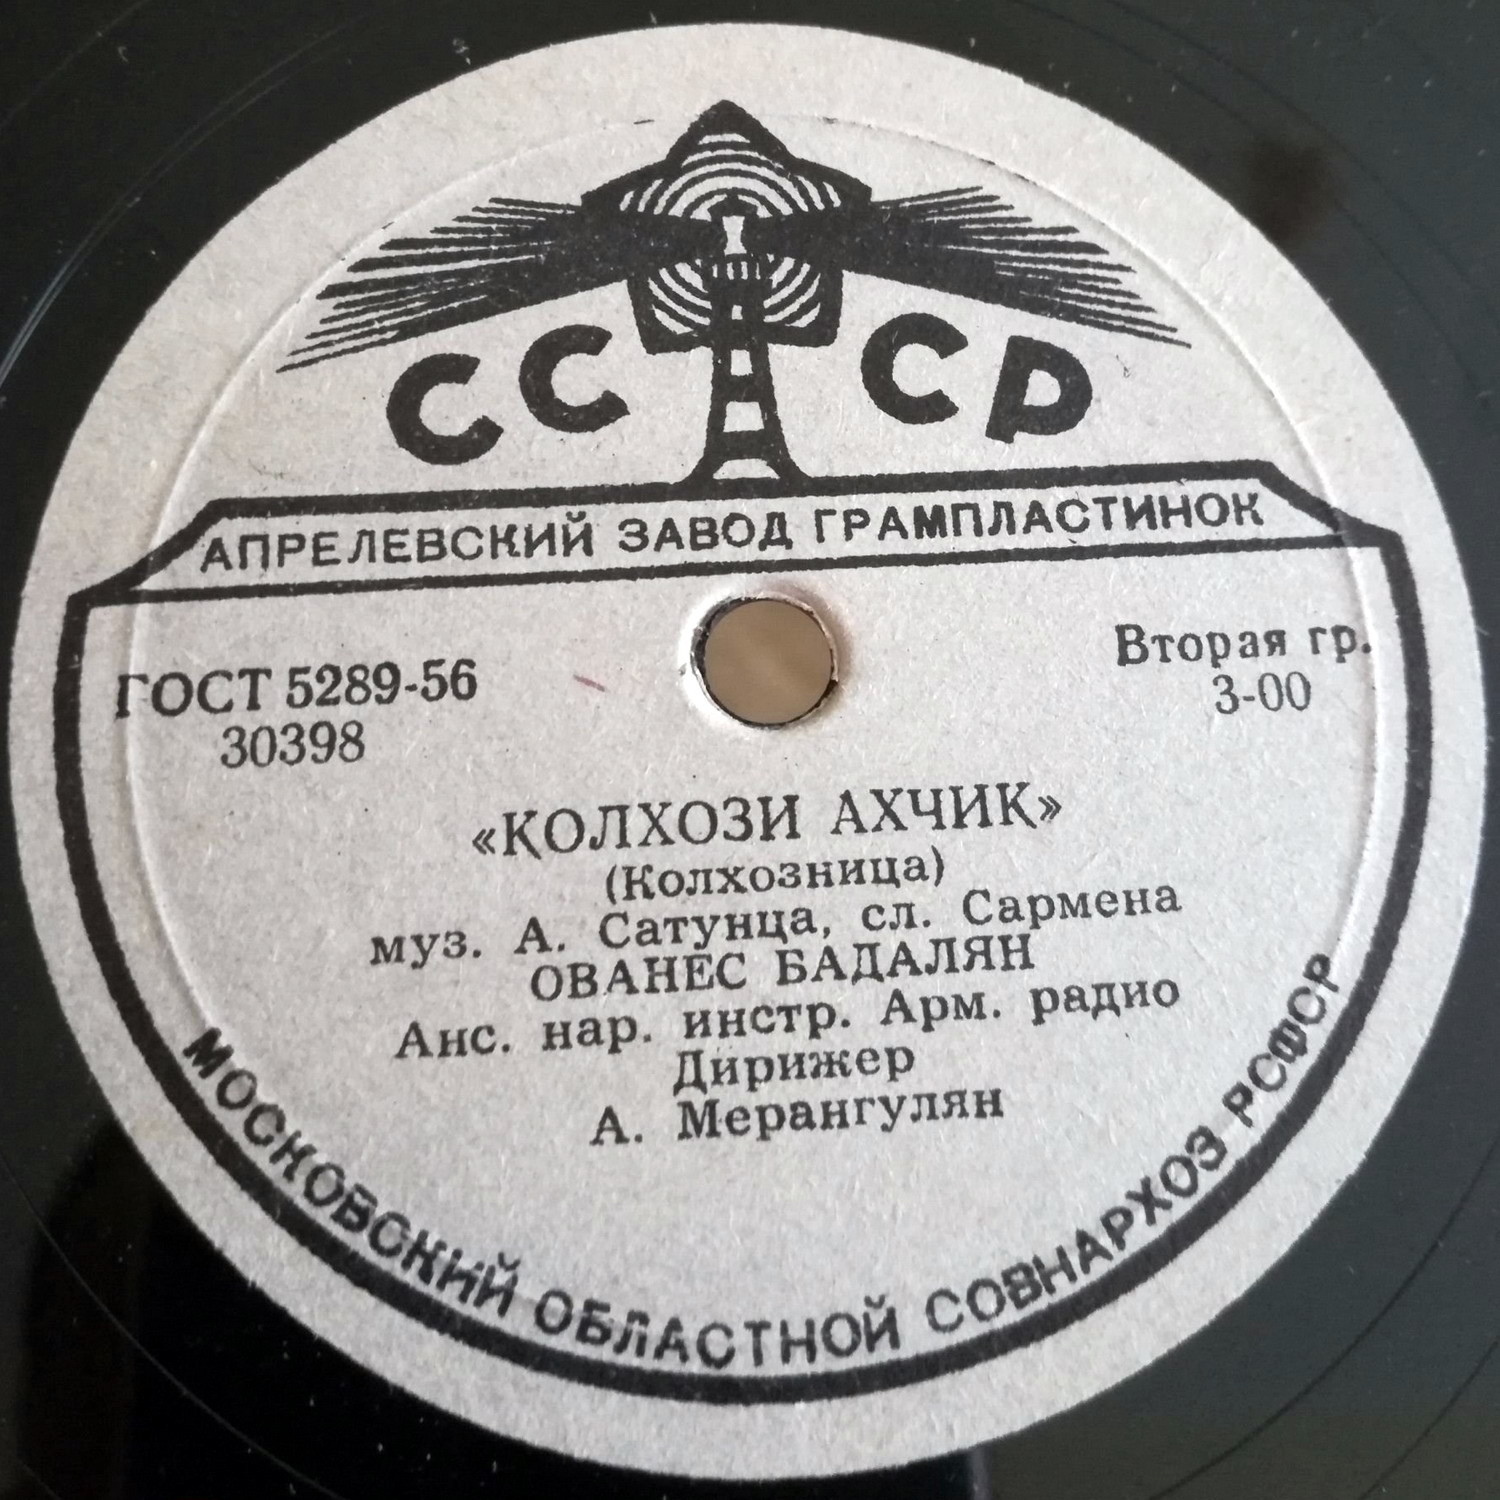 СССР
АПРЕЛЕВСКИЙ ЗАВОД ГРАМПЛАСТИНОК
ГОСТ 5289-56
30398
Вторая гр.
3-00
«КОЛХОЗИ АХЧИК»
(Колхозница)
муз. А. Сатунца, сл. Сармена
ОВАНЕС БАДАЛЯН
Анс. нар. инстр. Арм. радио
Дирижер
А. Мерангулян
МОСКОВСКИЙ ОБЛАСТНОЙ СОВНАРХОЗ РСФСР